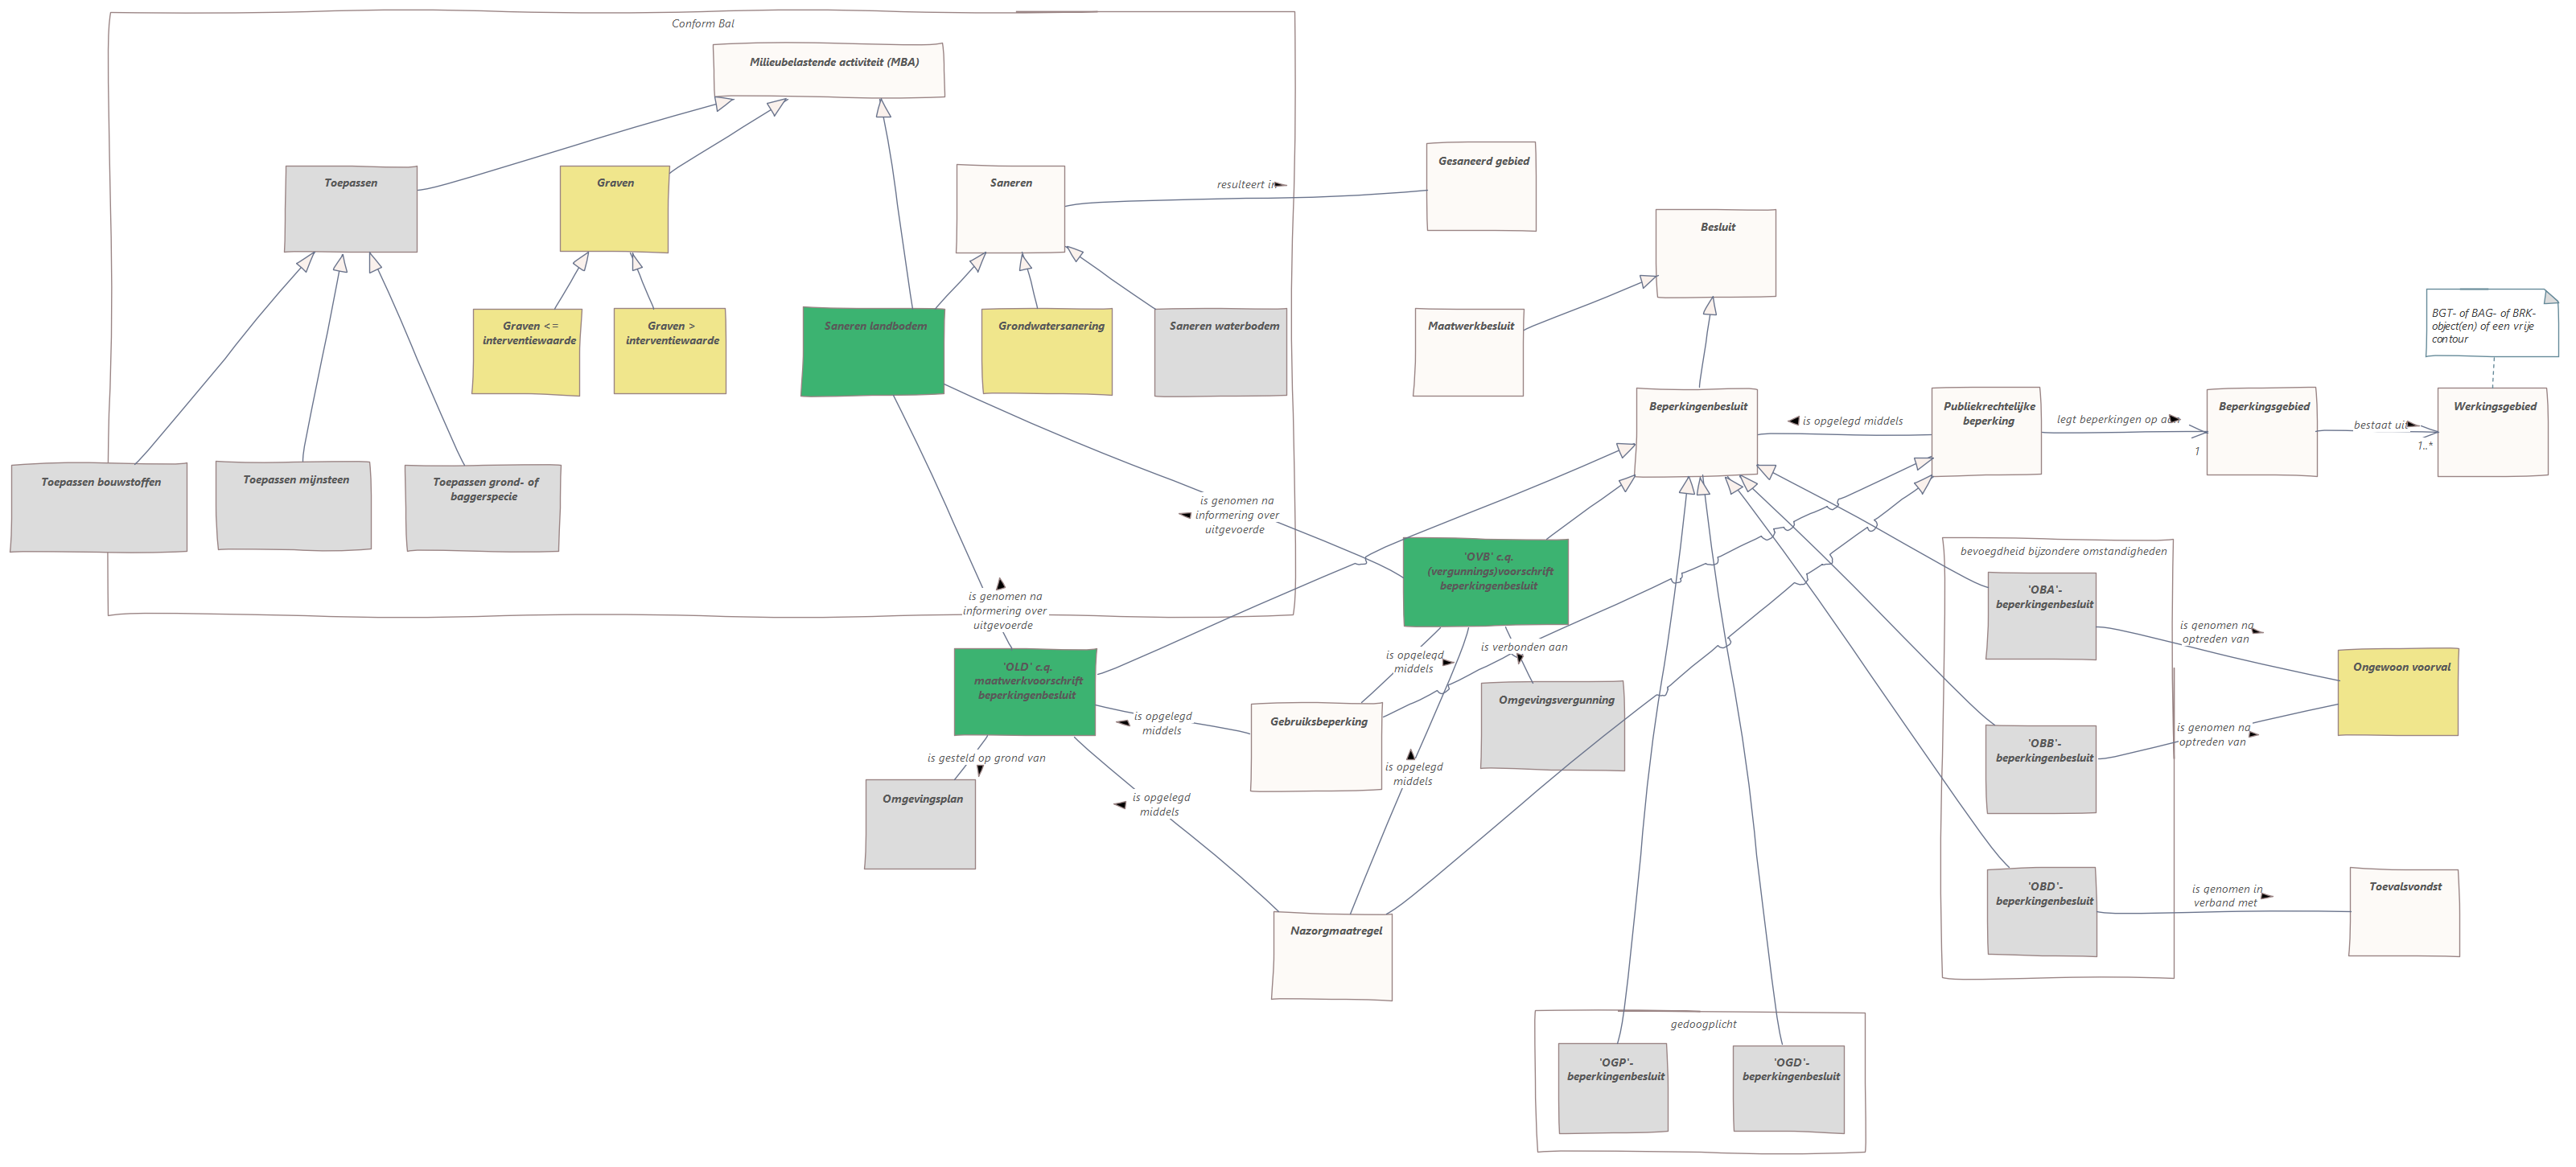 Conform Bal
Milieubelastende activiteit (MBA)
Toepassen
Graven
Saneren
resulteert in
Gesaneerd gebied
Besluit
Graven <=
interventiewaarde
Graven >
interventiewaarde
Saneren landbodem
Grondwatersanering
Saneren waterbodem
Maatwerkbesluit
BGT- of BAG- of BRK-
object(en) of een vrije
contour
Beperkingenbesluit
is opgelegd middels
Publiekrechtelijke
beperking
legt beperkingen op aan
1
Beperkingsgebied
bestaat uit
1..*
Werkingsgebied
Toepassen bouwstoffen
Toepassen mijnsteen
Toepassen grond- of
baggerspecie
is genomen na
informering over
uitgevoerde
'OVB' c.q.
(vergunnings)voorschrift
beperkingenbesluit
bevoegdheid bijzondere omstandigheden
'OBA'-
beperkingenbesluit
is genomen na
informering over
uitgevoerde
is genomen na
optreden van
is opgelegd
middels
is verbonden aan
'OLD' c.q.
maatwerkvoorschrift
beperkingenbesluit
Ongewoon voorval
Omgevingsvergunning
is opgelegd
middels
Gebruiksbeperking
is genomen na
optreden van
'OBB'-
beperkingenbesluit
is gesteld op grond van
is opgelegd
middels
Omgevingsplan
is opgelegd
middels
'OBD'-
beperkingenbesluit
is genomen in
verband met
Toevalsvondst
Nazorgmaatregel
gedoogplicht
'OGP'-
beperkingenbesluit
'OGD'-
beperkingenbesluit